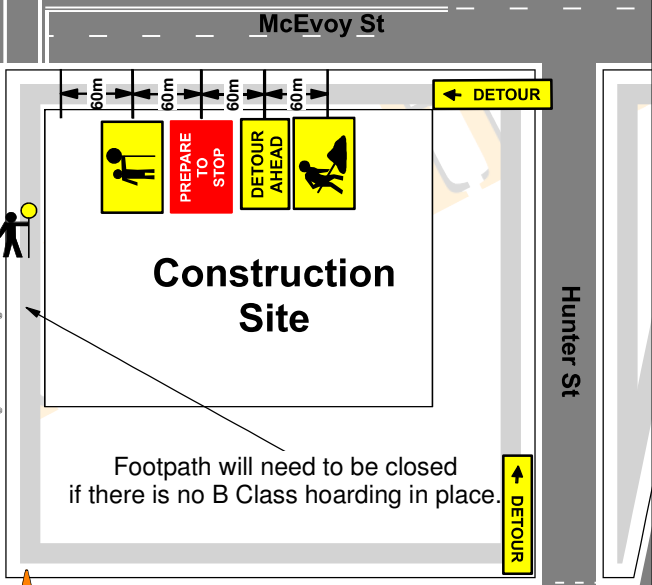 McEvoy St
60m
60m
60m
60m
← DETOUR
PREPARE
TO
STOP
DETOUR
AHEAD
Construction
Site
Hunter St
Footpath will need to be closed
if there is no B Class hoarding in place.
← DETOUR